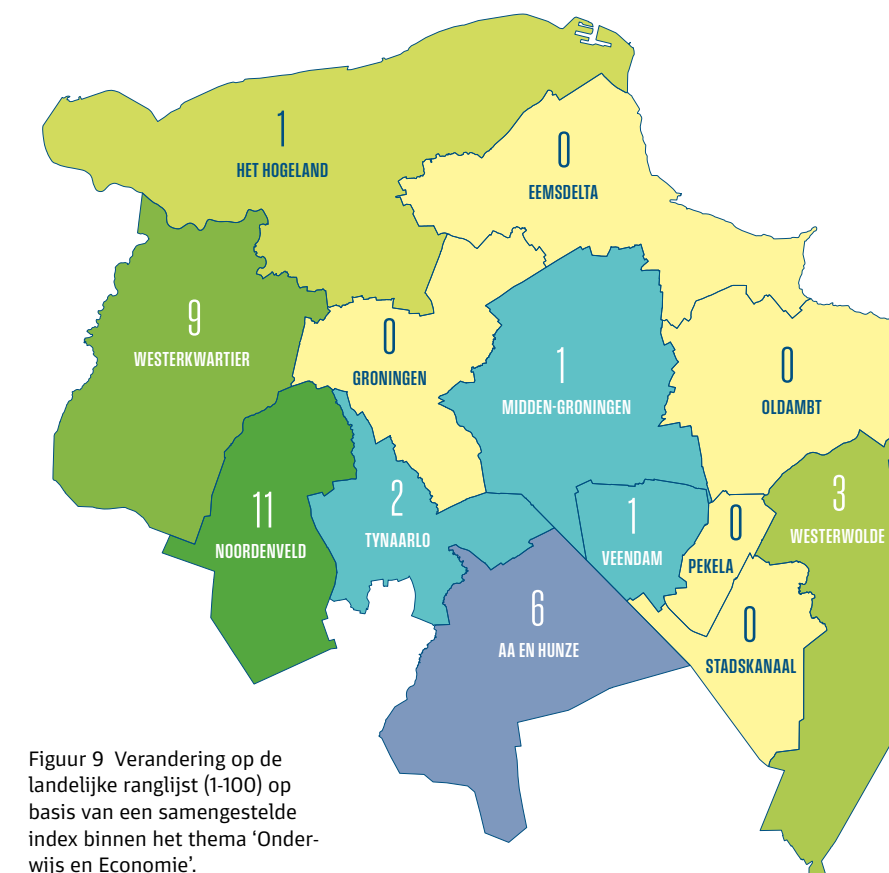 1
HET HOGELAND
0
EEMSDELTA
9
WESTERKWARTIER
0
GRONINGEN
1
MIDDEN-GRONINGEN
0
OLDAMBT
11
NOORDENVELD
2
TYNAARLO
1
VEENDAM
0
PEKELA
3
WESTERWOLDE
6
AA EN HUNZE
0
STADSKANAAL
Figuur 9 Verandering op de
landelijke ranglijst (1-100) op
basis van een samengestelde
index binnen het thema ‘Onder-
wijs en Economie’.